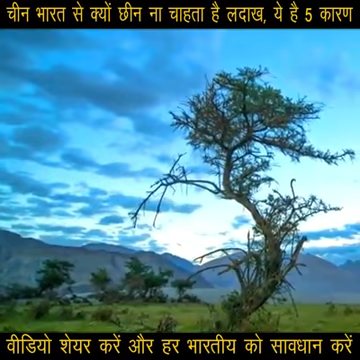 चीन भारत से क्यों छीन ना चाहता है लदाख, ये है 5 कारण
वीडियो शेयर करें और हर भारतीय को सावधान करें